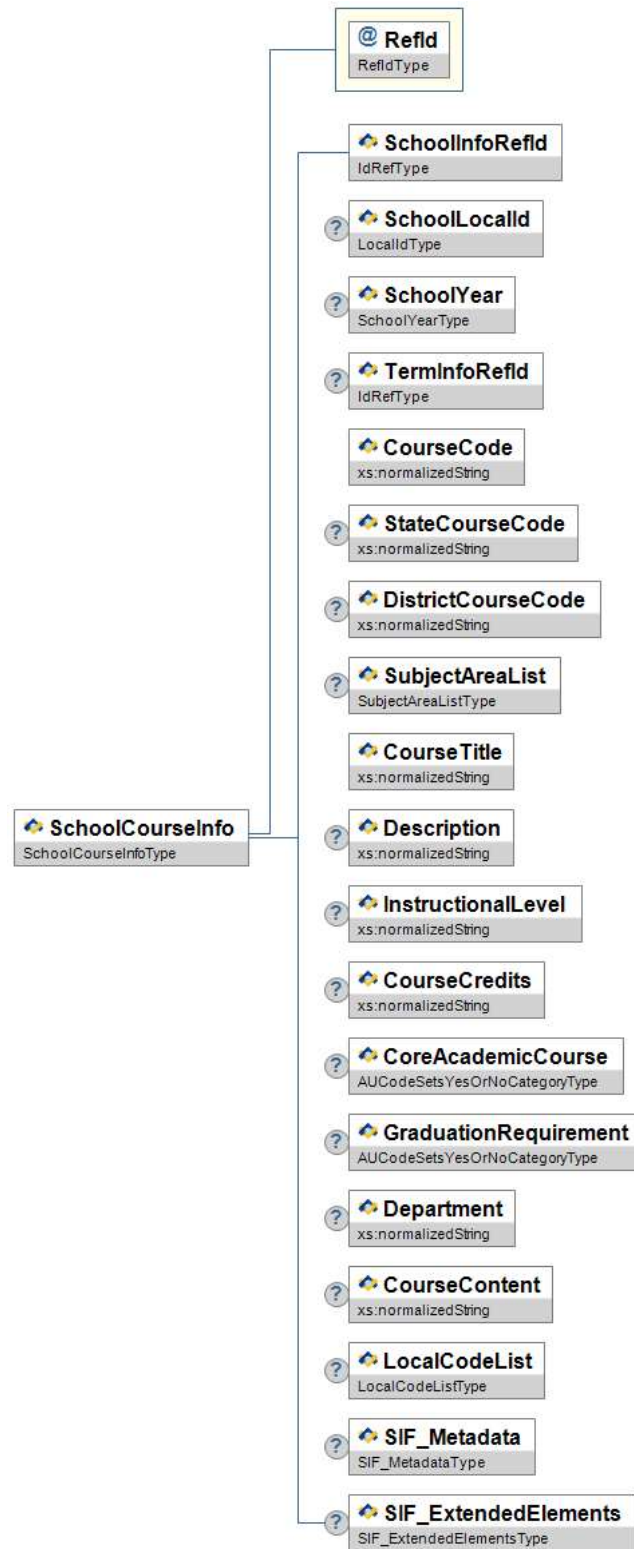 @ RefId
RefIdType
SchoolInfoRefId
IdRefType
? SchoolLocalId
LocalIdType
? SchoolYear
SchoolYearType
? TermInfoRefId
IdRefType
CourseCode
xs:normalizedString
? StateCourseCode
xs:normalizedString
? DistrictCourseCode
xs:normalizedString
? SubjectAreaList
SubjectAreaListType
CourseTitle
xs:normalizedString
SchoolCourseInfo
SchoolCourseInfoType
? Description
xs:normalizedString
? InstructionalLevel
xs:normalizedString
? CourseCredits
xs:normalizedString
? CoreAcademicCourse
AUCodeSetsYesOrNoCategoryType
? GraduationRequirement
AUCodeSetsYesOrNoCategoryType
? Department
xs:normalizedString
? CourseContent
xs:normalizedString
? LocalCodeList
LocalCodeListType
? SIF_Metadata
SIF_MetadataType
? SIF_ExtendedElements
SIF_ExtendedElementsType